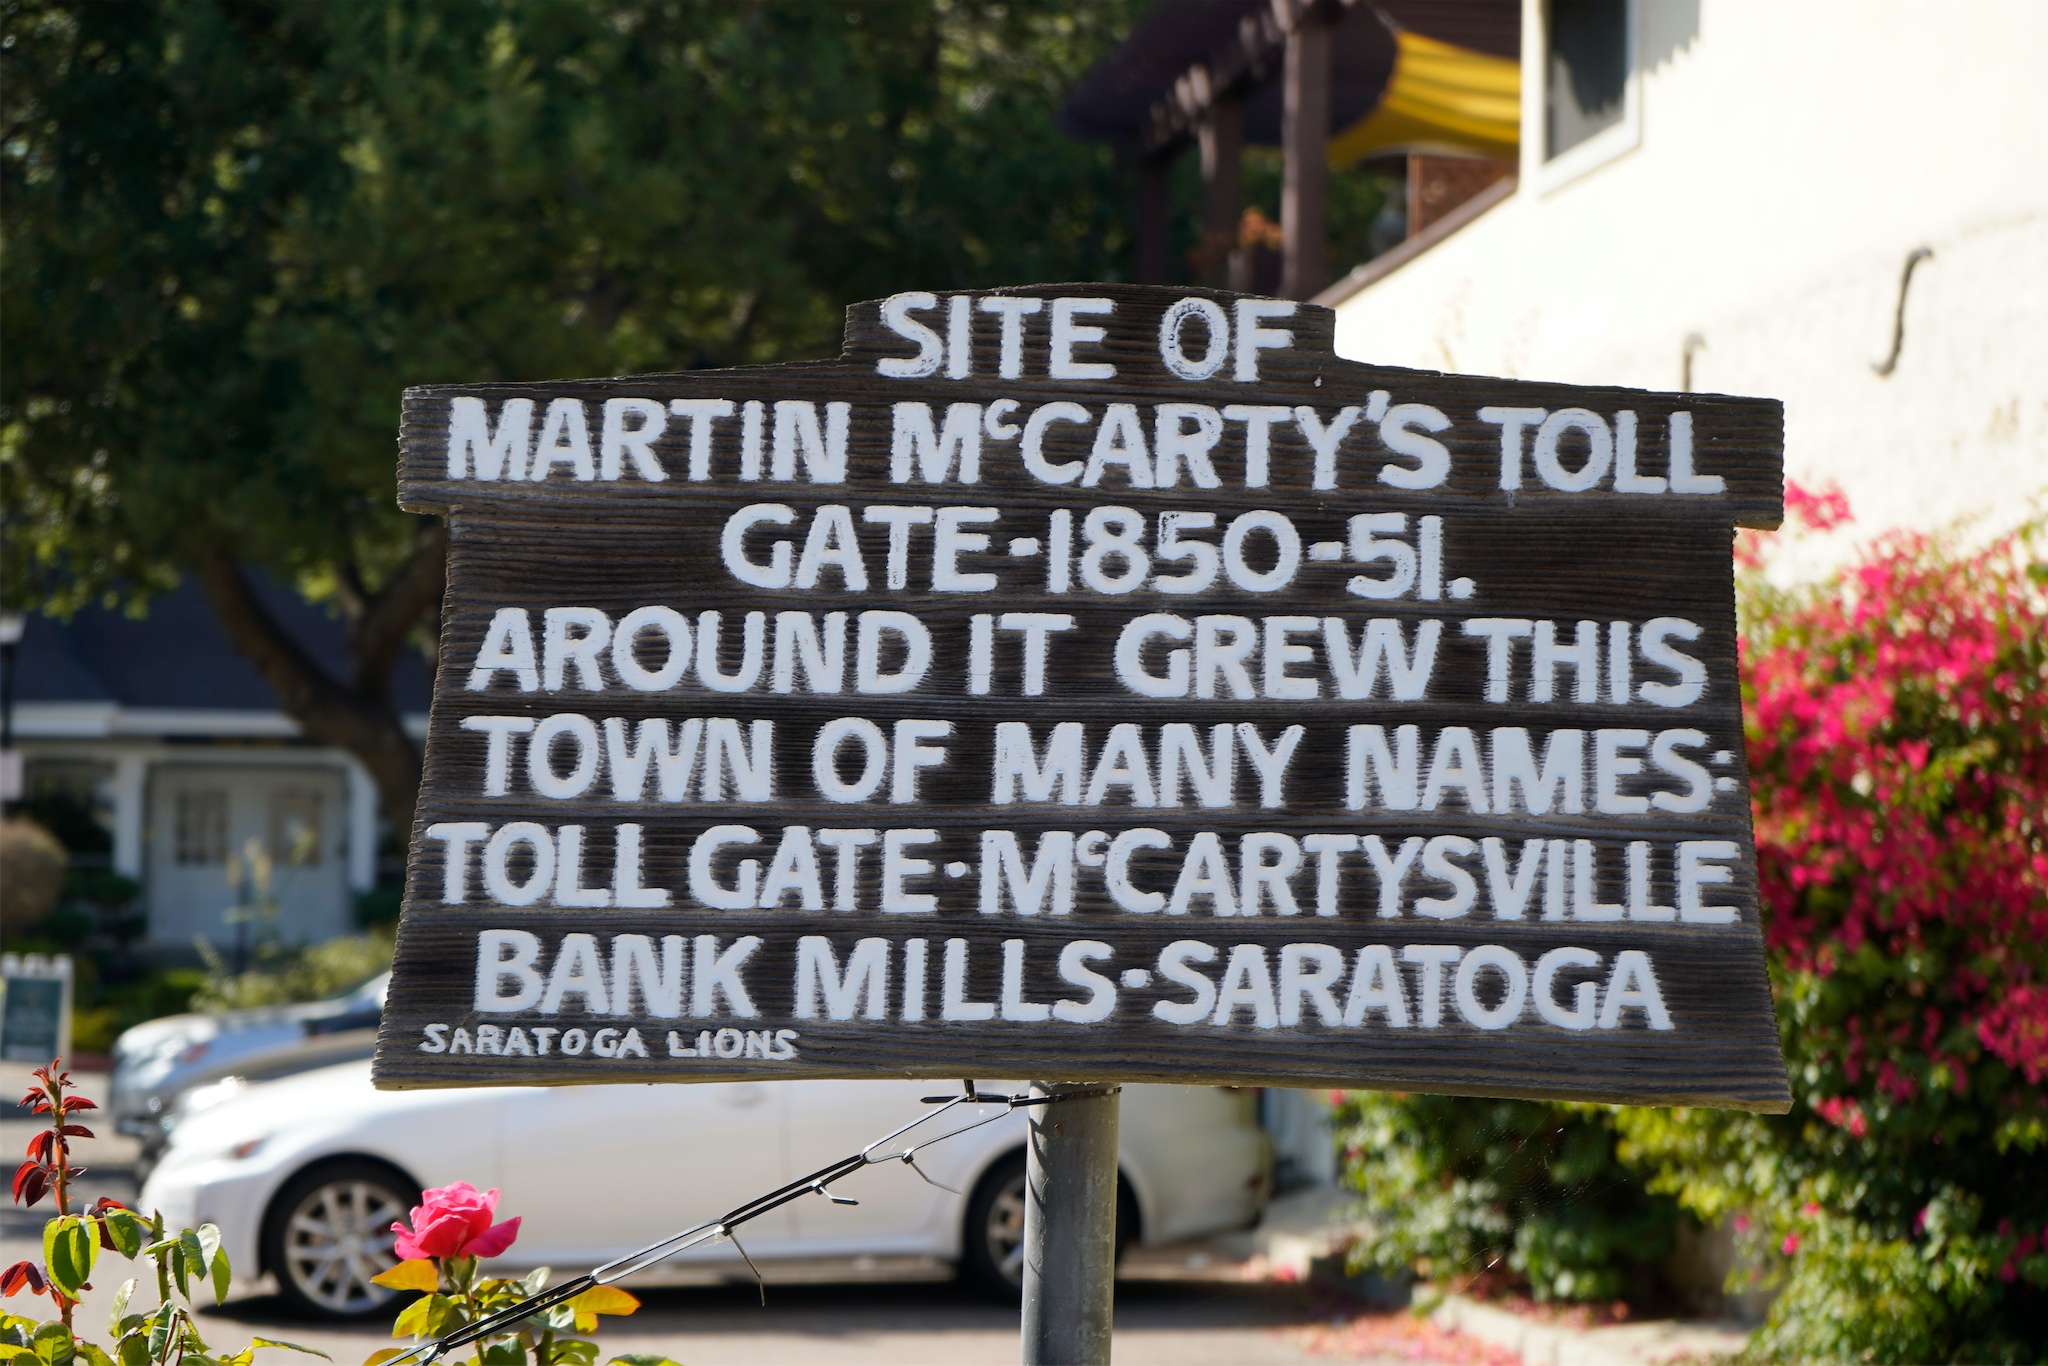 SITE OF
MARTIN McCARTY'S TOLL
GATE-1850-51.
AROUND IT GREW THIS
TOWN OF MANY NAMES:
TOLL GATE·McCARTYSVILLE
BANK MILLS·SARATOGA
SARATOGA LIONS